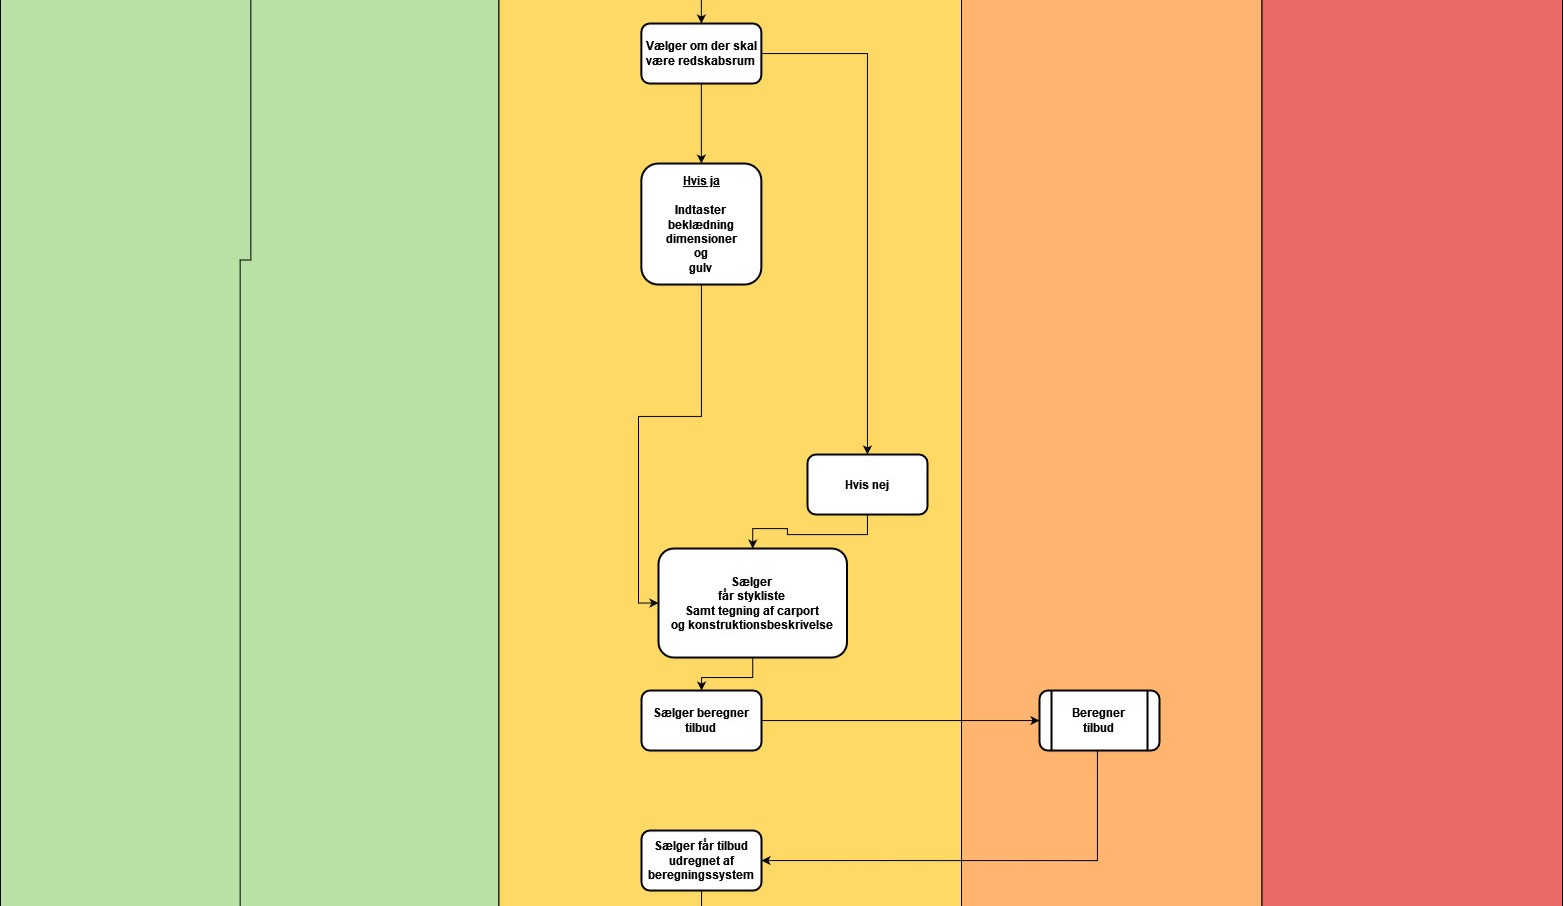 Vælger om der skal
være redskabsrum
Hvis ja
Indtaster
beklædning
dimensioner
og
gulv
Hvis nej
Sælger
får stykliste
Samt tegning af carport
og konstruktionsbeskrivelse
Sælger beregner
tilbud
Beregner
tilbud
Sælger får tilbud
udregnet af
beregningssystem